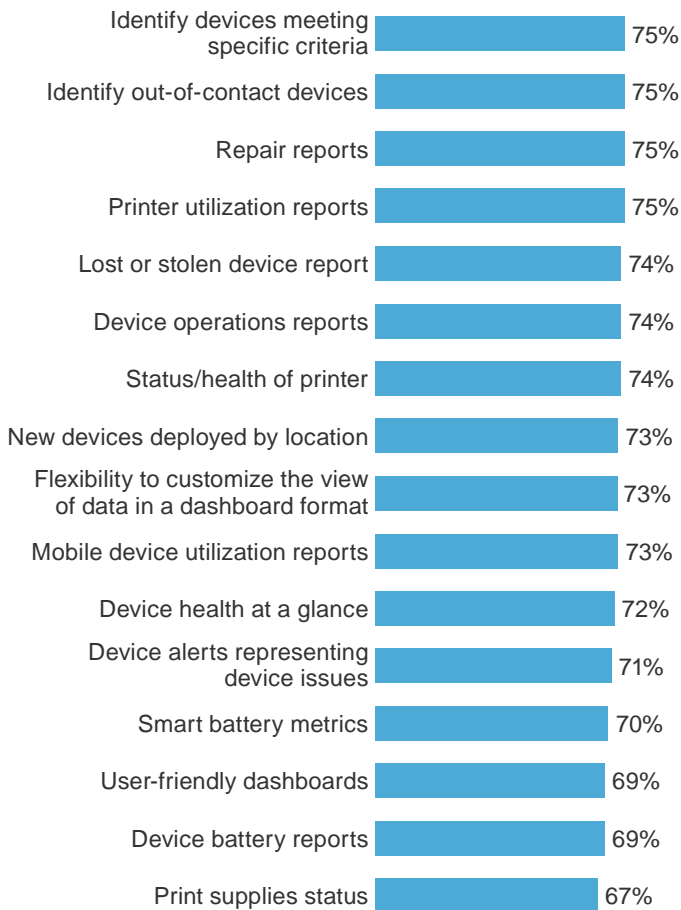 Identify devices meeting
specific criteria
75%
Identify out-of-contact devices
75%
Repair reports
75%
Printer utilization reports
75%
Lost or stolen device report
74%
Device operations reports
74%
Status/health of printer
74%
New devices deployed by location
73%
Flexibility to customize the view
of data in a dashboard format
73%
Mobile device utilization reports
73%
Device health at a glance
72%
Device alerts representing
device issues
71%
Smart battery metrics
70%
User-friendly dashboards
69%
Device battery reports
69%
Print supplies status
67%